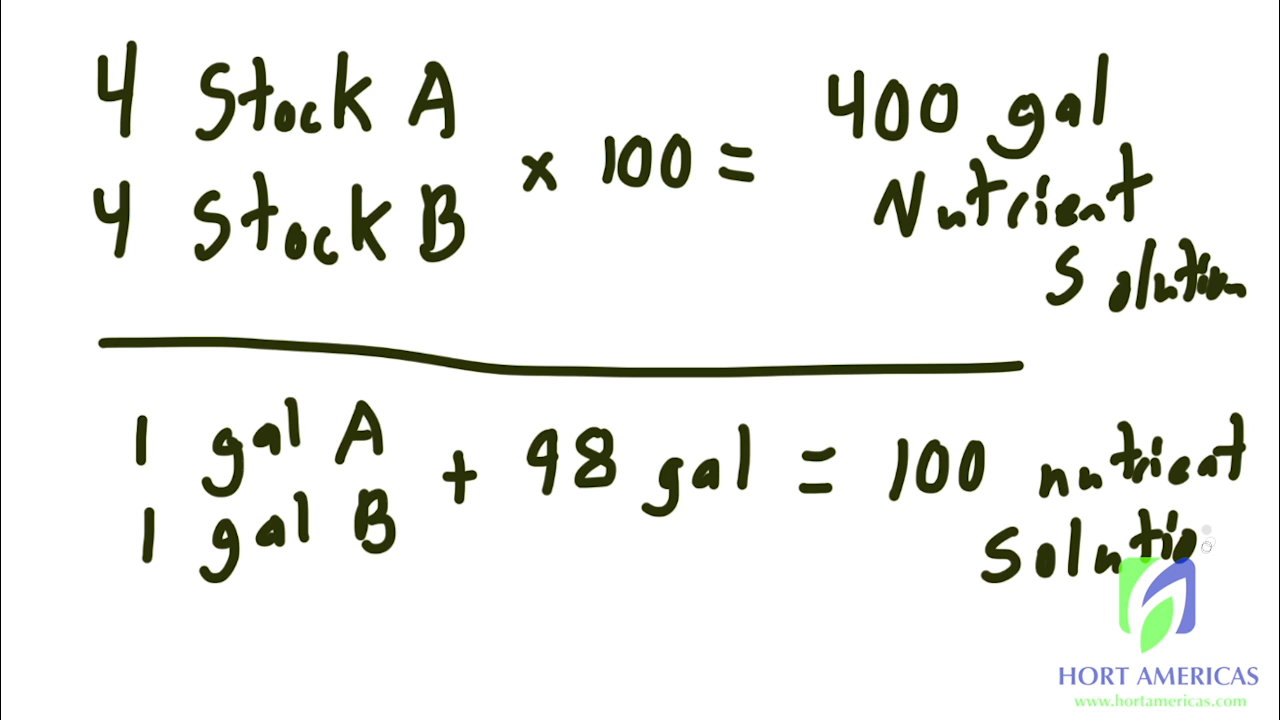 4 Stock A
4 Stock B
× 100 =
400 gal
Nutrient
Solution
1 gal A
1 gal B
+ 98 gal = 100 nutrient
Solutio
HORT AMERICAS
www.hortamericas.com